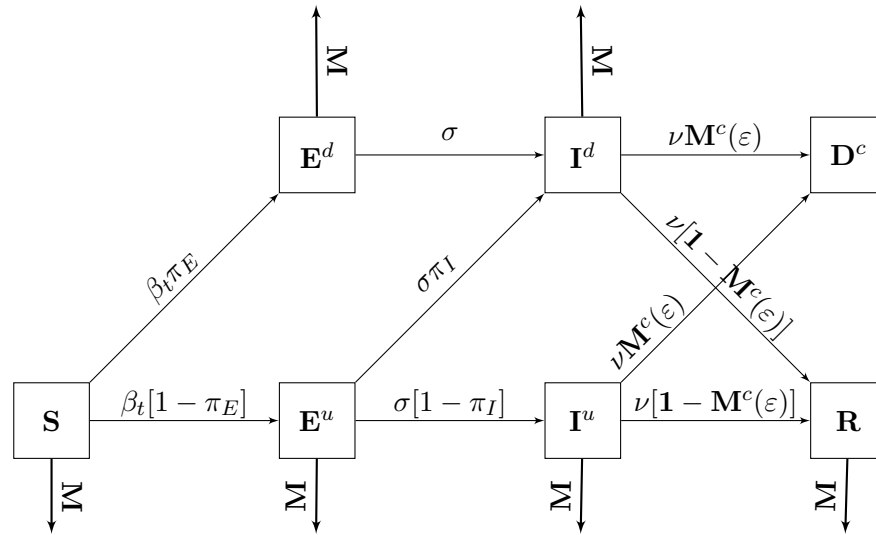 M M
E^d σ I^d νM^c(ε) D^c
β_tπ_E
σπ_I
νM^c(ε)
ν[1 − M^c(ε)]
S β_t[1 − π_E] E^u σ[1 − π_I] I^u ν[1 − M^c(ε)] R
M M M M